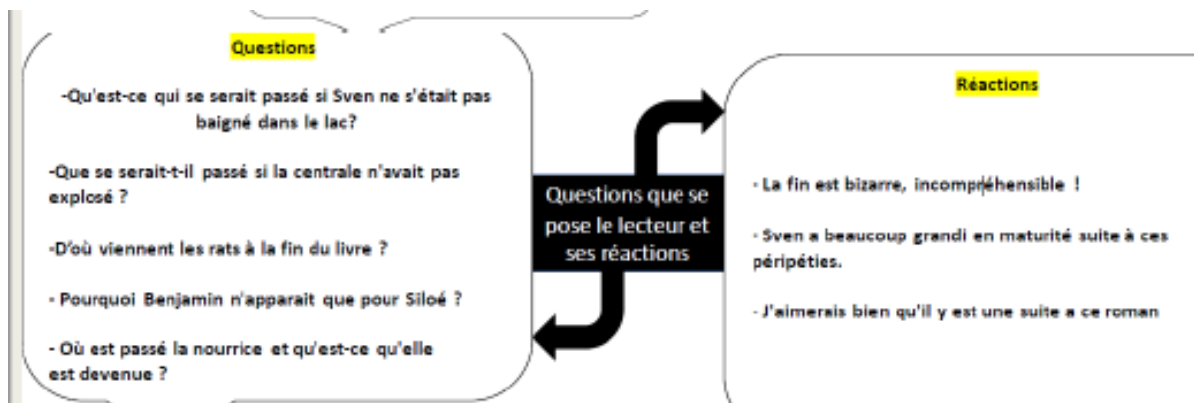 Questions
-Qu'est-ce qui se serait passé si Sven ne s'était pas
baigné dans le lac?
-Que se serait-t-il passé si la centrale n'avait pas
explosé ?
-D'où viennent les rats à la fin du livre ?
- Pourquoi Benjamin n'apparait que pour Siloé ?
- Où est passé la nourrice et qu'est-ce qu'elle
est devenue ?
Questions que se
pose le lecteur et
ses réactions
Réactions
- La fin est bizarre, incompréhensible !
- Sven a beaucoup grandi en maturité suite à ces
péripéties.
- J'aimerais bien qu'il y est une suite a ce roman